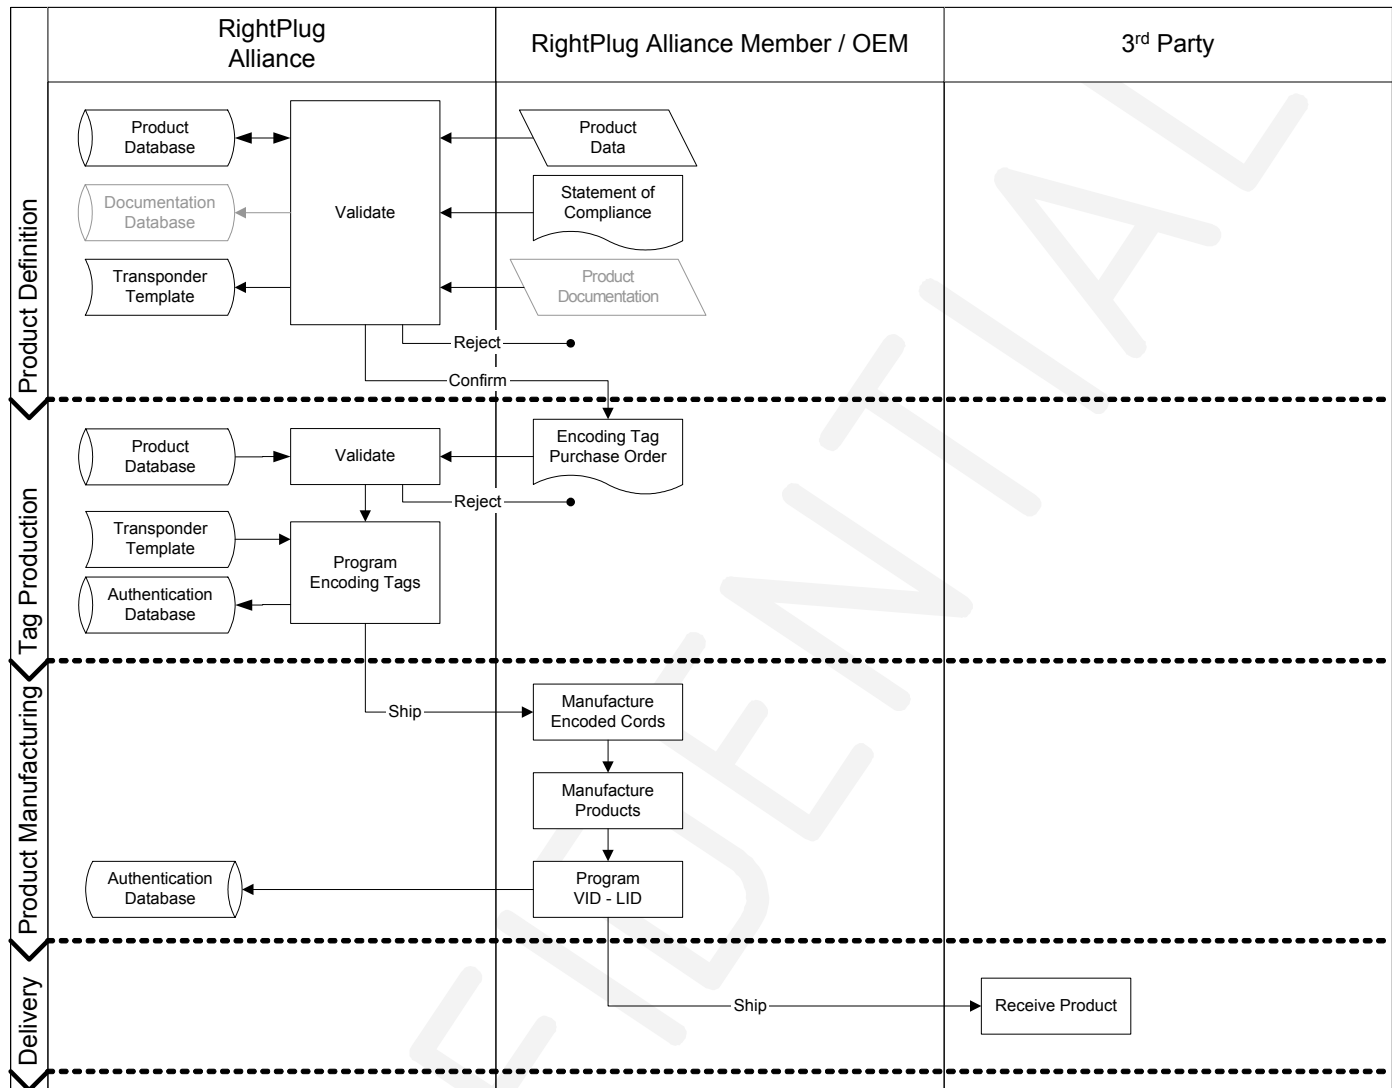 RightPlug
Alliance
RightPlug Alliance Member / OEM
3rd Party
Product Definition
Product
Database
Product
Data
Documentation
Database
Validate
Statement of
Compliance
Transponder
Template
Product
Documentation
Reject
Confirm
Tag Production
Product
Database
Validate
Encoding Tag
Purchase Order
Reject
Transponder
Template
Program
Encoding Tags
Authentication
Database
Product Manufacturing
Ship
Manufacture
Encoded Cords
Manufacture
Products
Authentication
Database
Program
VID - LID
Delivery
Ship
Receive Product
FIDENTIAL